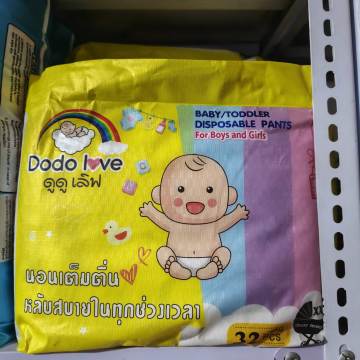 BABY/TODDLER
DISPOSABLE PANTS
For Boys and Girls
Dodo love
ดูดู เลิฟ
นอนเต็มตื่น
หลับสบายในทุกช่วงเวลา
32 PCS